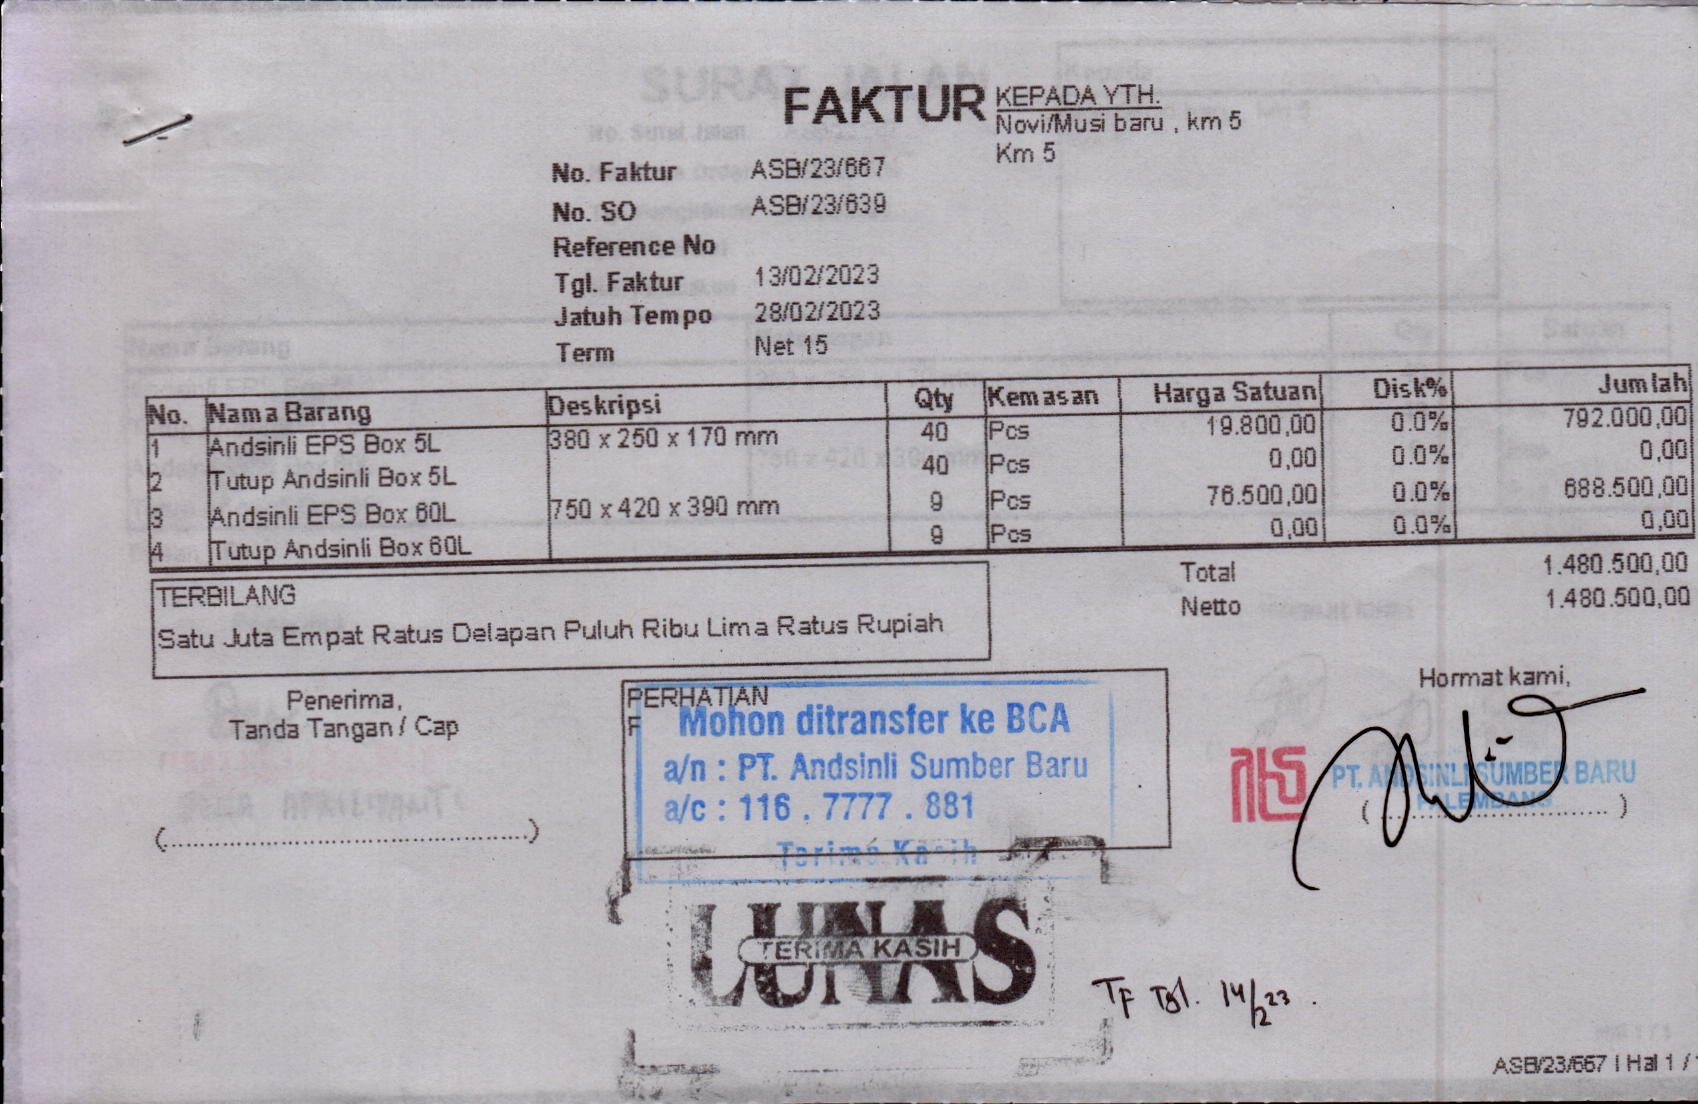 FAKTUR
KEPADA YTH.
Novi/Musi baru , km 5
Km 5
No. Faktur ASB/23/667
No. SO ASB/23/639
Reference No
Tgl. Faktur 13/02/2023
Jatuh Tempo 28/02/2023
Term Net 15
No. Nama Barang Deskripsi Qty Kemasan Harga Satuan Disk% Jumlah
1 Andsinli EPS Box 5L 380 x 250 x 170 mm 40 Pcs 19.800,00 0.0% 792.000,00
2 Tutup Andsinli Box 5L 40 Pcs 0,00 0.0% 0,00
3 Andsinli EPS Box 60L 750 x 420 x 390 mm 9 Pcs 76.500,00 0.0% 688.500,00
4 Tutup Andsinli Box 60L 9 Pcs 0,00 0.0% 0,00
Total 1.480.500,00
Netto 1.480.500,00
TERBILANG
Satu Juta Empat Ratus Delapan Puluh Ribu Lima Ratus Rupiah
Penerima,
Tanda Tangan / Cap
(................................................)
PERHATIAN
F
Mohon ditransfer ke BCA
a/n : PT. Andsinli Sumber Baru
a/c : 116 . 7777 . 881
Terima Kasih
Hormat kami,
PT. ANDSINLI SUMBER BARU
PALEMBANG
LUNAS
TERIMA KASIH
TF Tgl. 14/2 23 .
ASB/23/667 | Hal 1 /